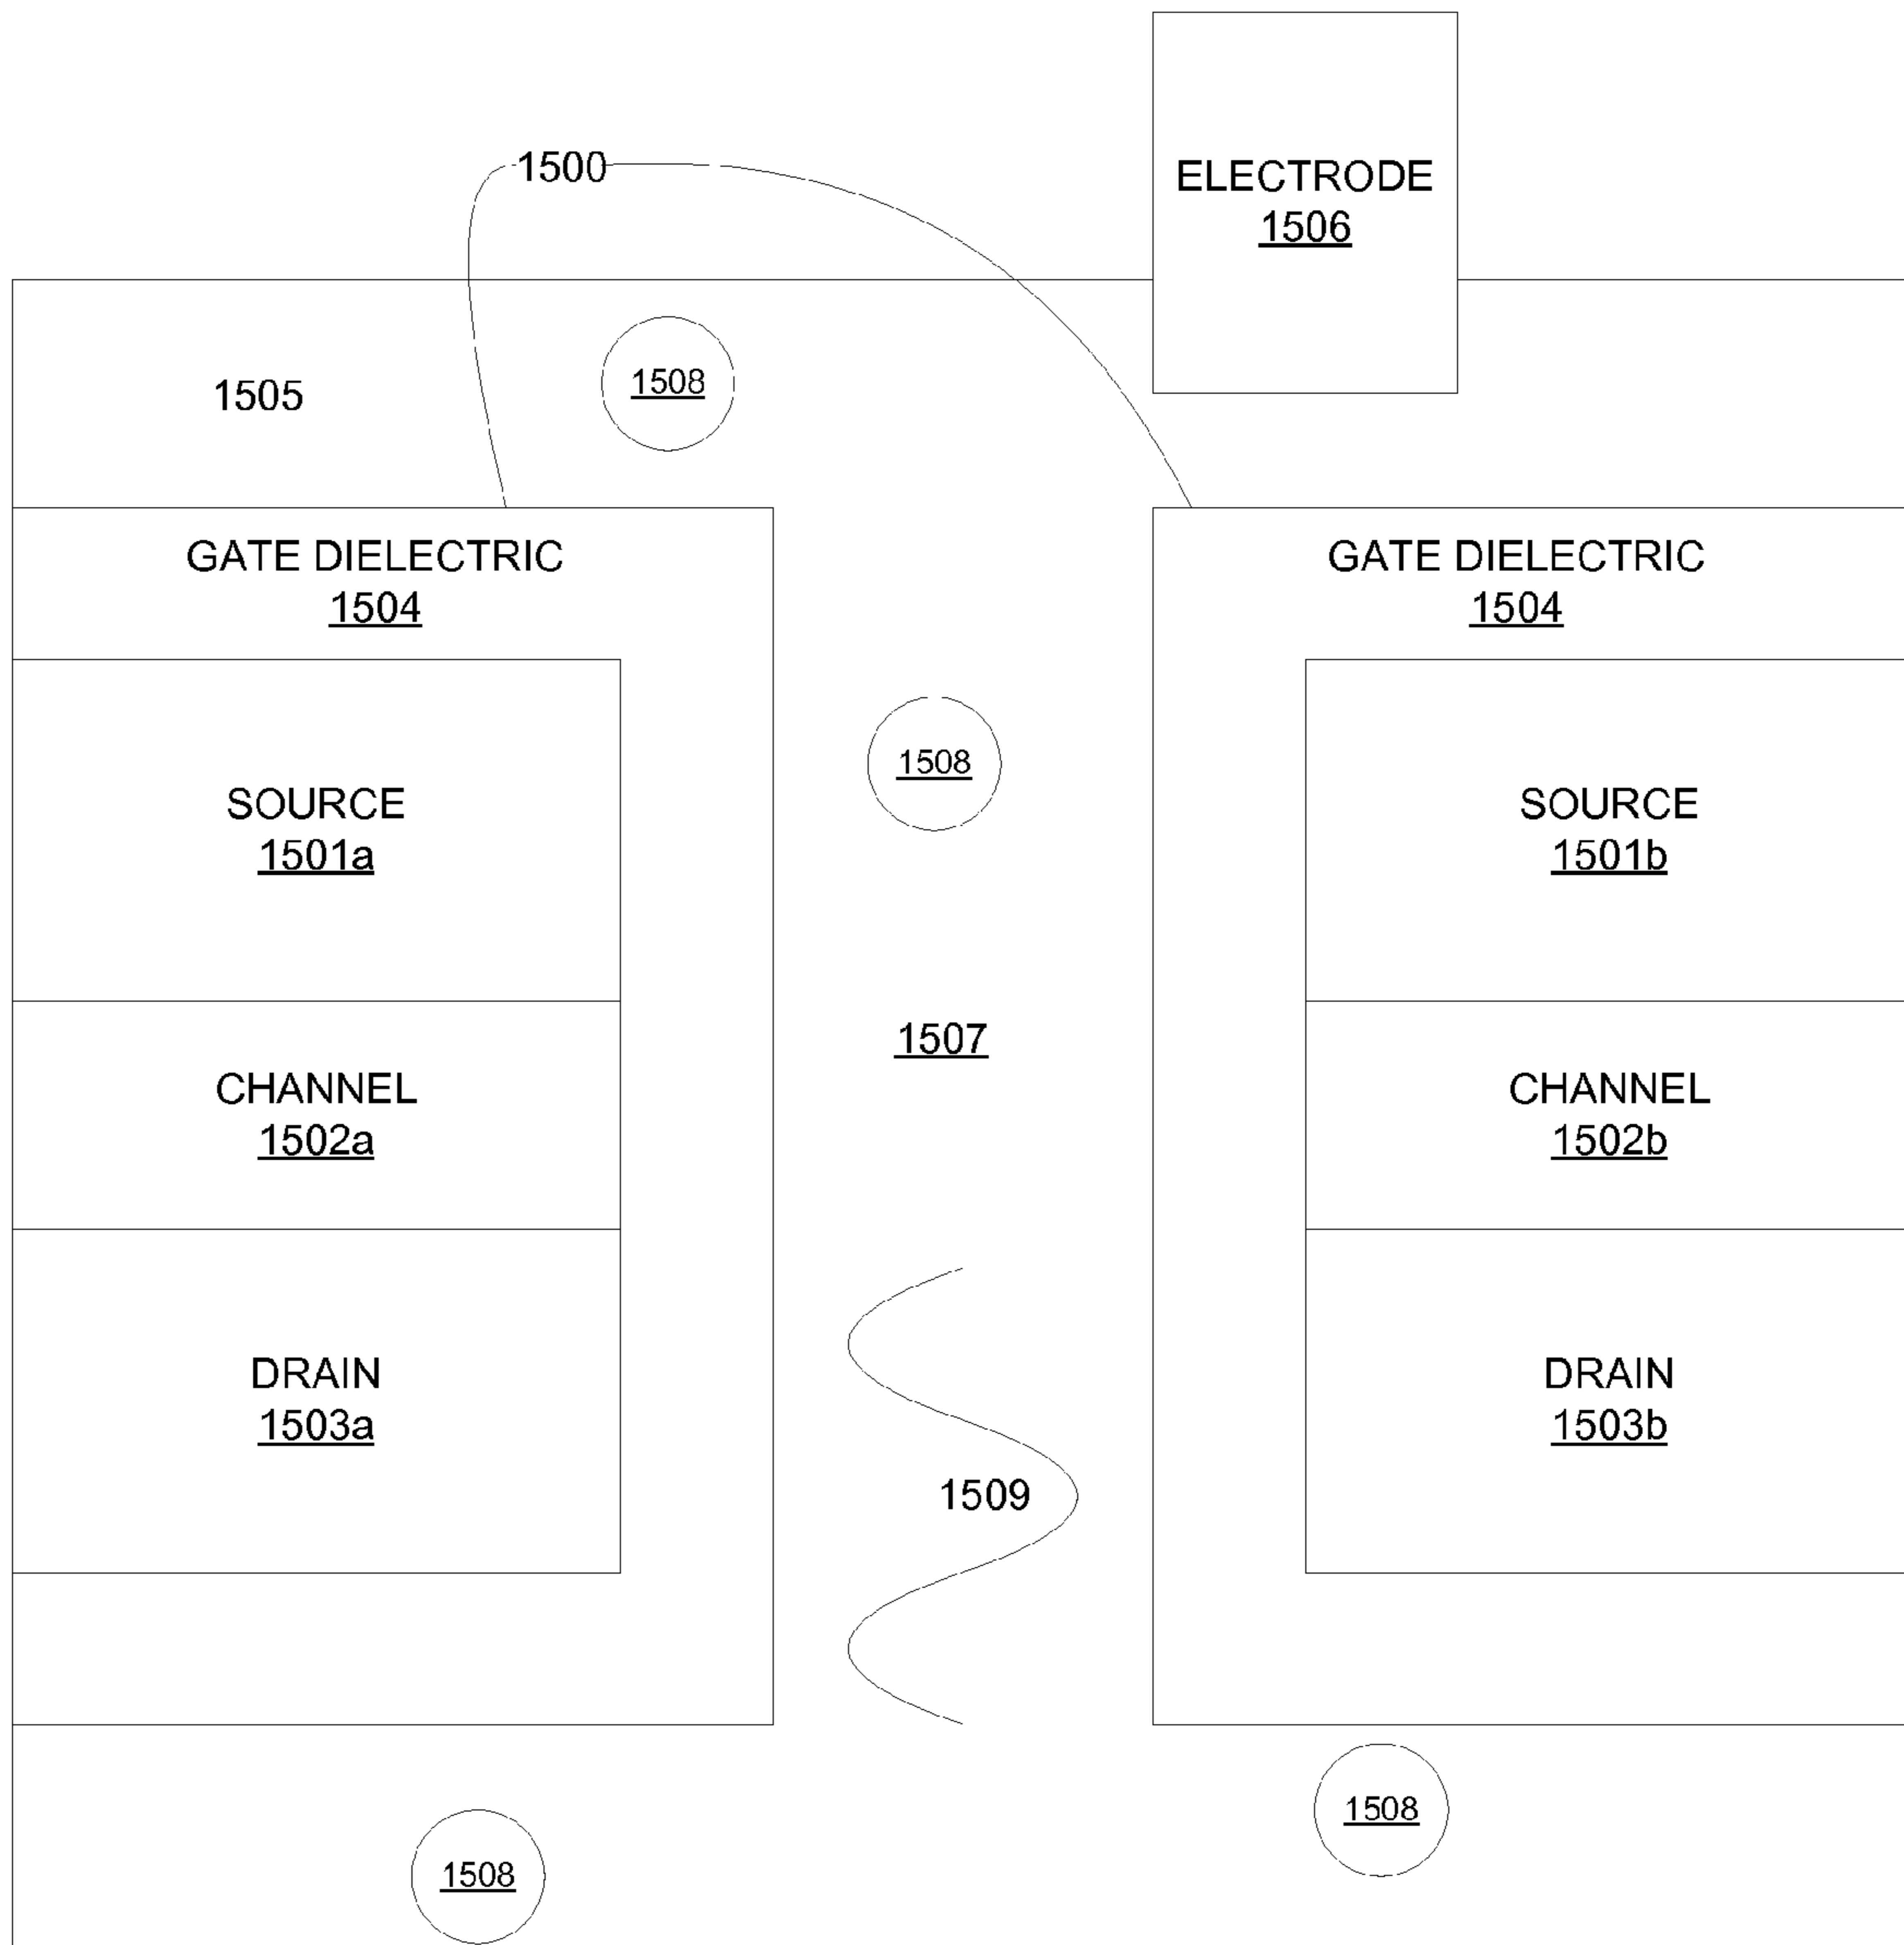 1500
ELECTRODE
1506
1508
1505
GATE DIELECTRIC
1504
GATE DIELECTRIC
1504
1508
SOURCE
1501a
SOURCE
1501b
1507
CHANNEL
1502a
CHANNEL
1502b
DRAIN
1503a
DRAIN
1503b
1509
1508
1508